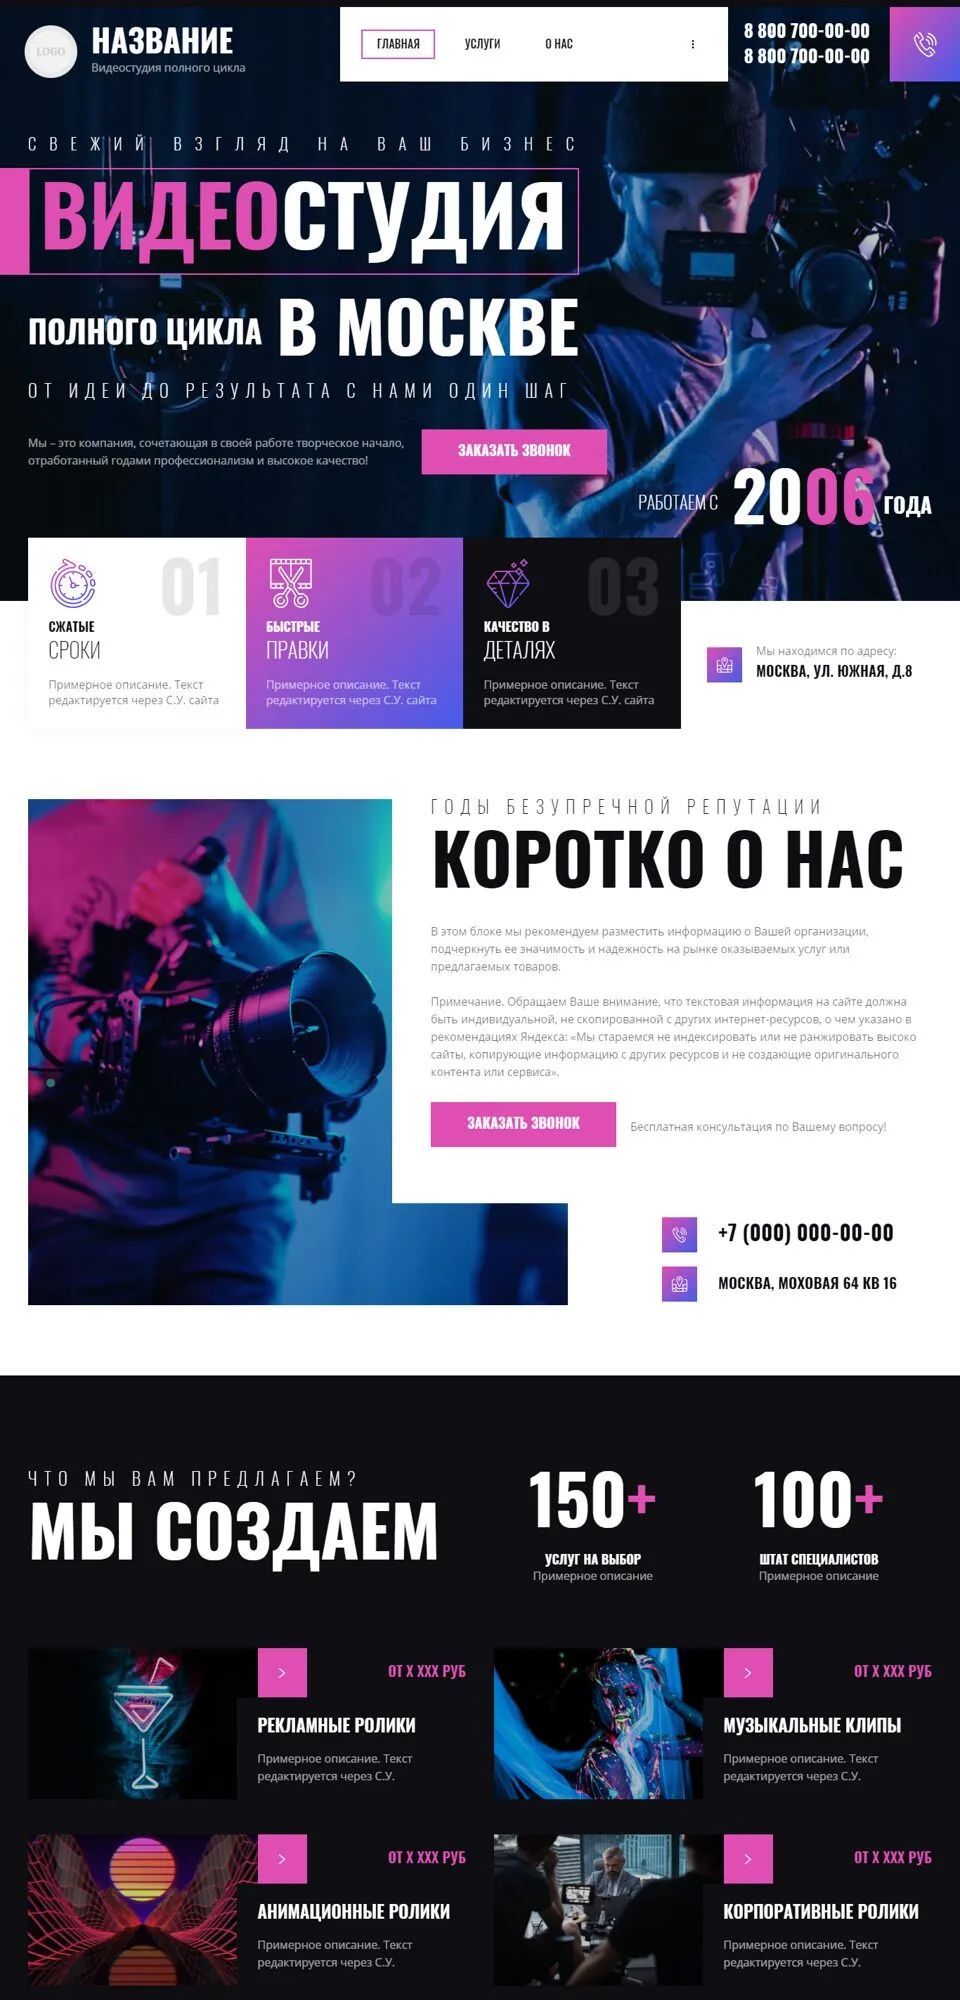 LOGO
НАЗВАНИЕ
Видеостудия полного цикла
ГЛАВНАЯ
УСЛУГИ
О НАС
8 800 700-00-00
8 800 700-00-00
СВЕЖИЙ ВЗГЛЯД НА ВАШ БИЗНЕС
ВИДЕОСТУДИЯ
ПОЛНОГО ЦИКЛА В МОСКВЕ
ОТ ИДЕИ ДО РЕЗУЛЬТАТА С НАМИ ОДИН ШАГ
Мы – это компания, сочетающая в своей работе творческое начало,
отработанный годами профессионализм и высокое качество!
ЗАКАЗАТЬ ЗВОНОК
РАБОТАЕМ С 2006 ГОДА
01
СЖАТЫЕ
СРОКИ
Примерное описание. Текст
редактируется через С.У. сайта
02
БЫСТРЫЕ
ПРАВКИ
Примерное описание. Текст
редактируется через С.У. сайта
03
КАЧЕСТВО В
ДЕТАЛЯХ
Примерное описание. Текст
редактируется через С.У. сайта
Мы находимся по адресу:
МОСКВА, УЛ. ЮЖНАЯ, Д.8
ГОДЫ БЕЗУПРЕЧНОЙ РЕПУТАЦИИ
КОРОТКО О НАС
В этом блоке мы рекомендуем разместить информацию о Вашей организации,
подчеркнуть ее значимость и надежность на рынке оказываемых услуг или
предлагаемых товаров.
Примечание. Обращаем Ваше внимание, что текстовая информация на сайте должна
быть индивидуальной, не скопированной с других интернет-ресурсов, о чем указано в
рекомендациях Яндекса: «Мы стараемся не индексировать или не ранжировать высоко
сайты, копирующие информацию с других ресурсов и не создающие оригинального
контента или сервиса».
ЗАКАЗАТЬ ЗВОНОК
Бесплатная консультация по Вашему вопросу!
+7 (000) 000-00-00
МОСКВА, МОХОВАЯ 64 КВ 16
ЧТО МЫ ВАМ ПРЕДЛАГАЕМ?
МЫ СОЗДАЕМ
150+
УСЛУГ НА ВЫБОР
Примерное описание
100+
ШТАТ СПЕЦИАЛИСТОВ
Примерное описание
ОТ Х ХХХ РУБ
РЕКЛАМНЫЕ РОЛИКИ
Примерное описание. Текст
редактируется через С.У.
ОТ Х ХХХ РУБ
МУЗЫКАЛЬНЫЕ КЛИПЫ
Примерное описание. Текст
редактируется через С.У.
ОТ Х ХХХ РУБ
АНИМАЦИОННЫЕ РОЛИКИ
Примерное описание. Текст
редактируется через С.У.
ОТ Х ХХХ РУБ
КОРПОРАТИВНЫЕ РОЛИКИ
Примерное описание. Текст
редактируется через С.У.